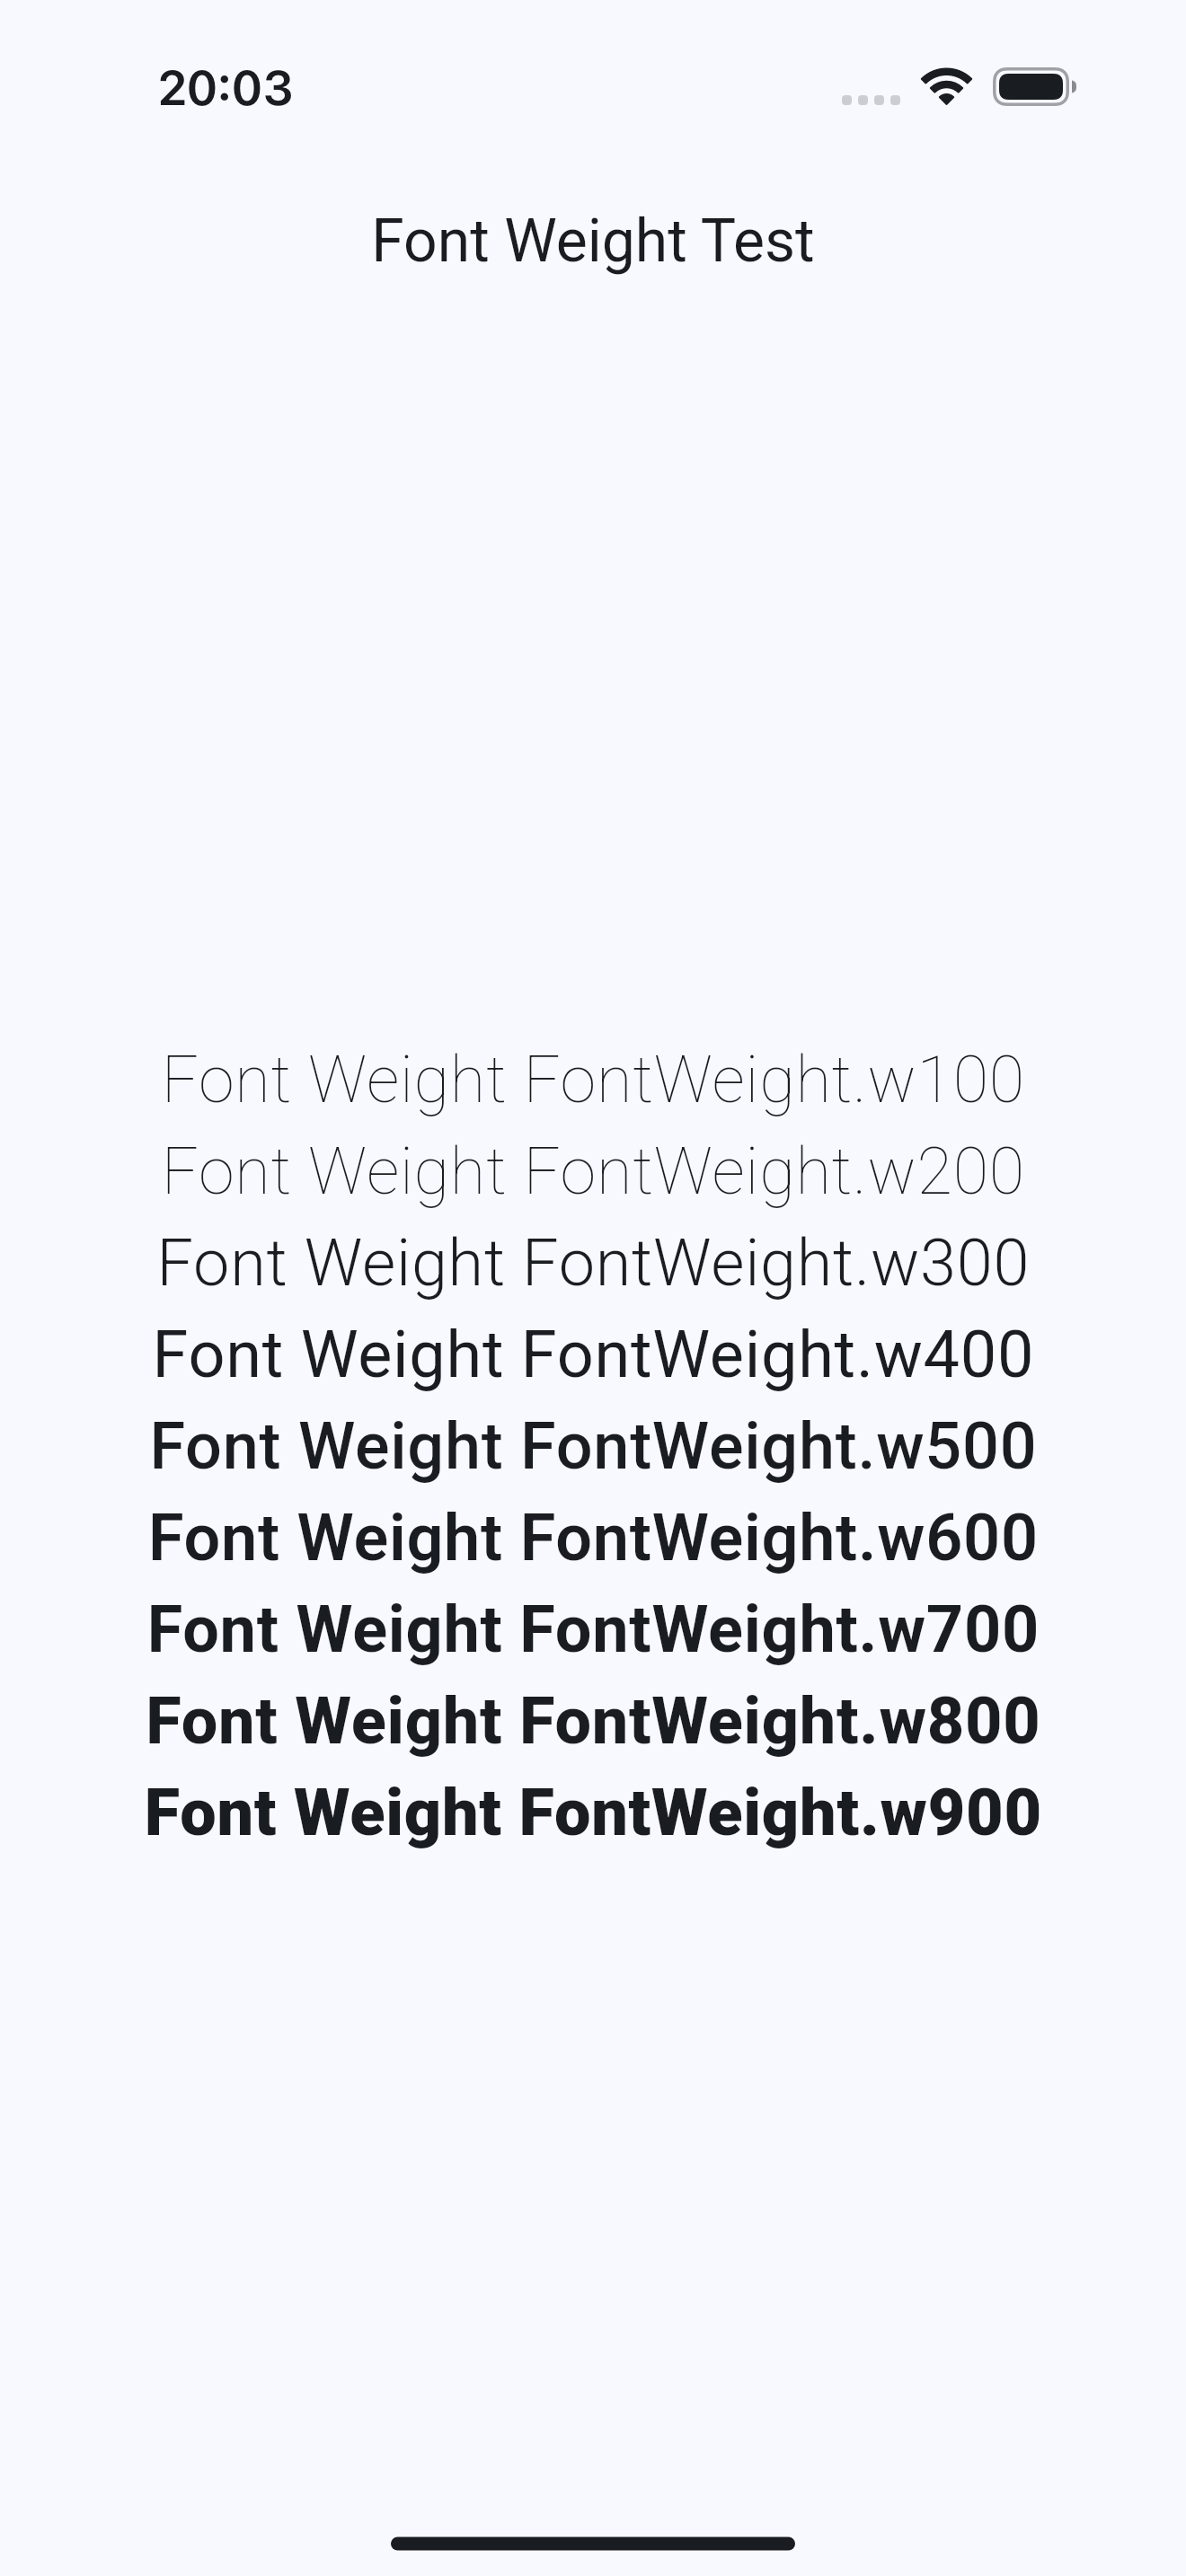 20:03
Font Weight Test
Font Weight FontWeight.w100
Font Weight FontWeight.w200
Font Weight FontWeight.w300
Font Weight FontWeight.w400
Font Weight FontWeight.w500
Font Weight FontWeight.w600
Font Weight FontWeight.w700
Font Weight FontWeight.w800
Font Weight FontWeight.w900